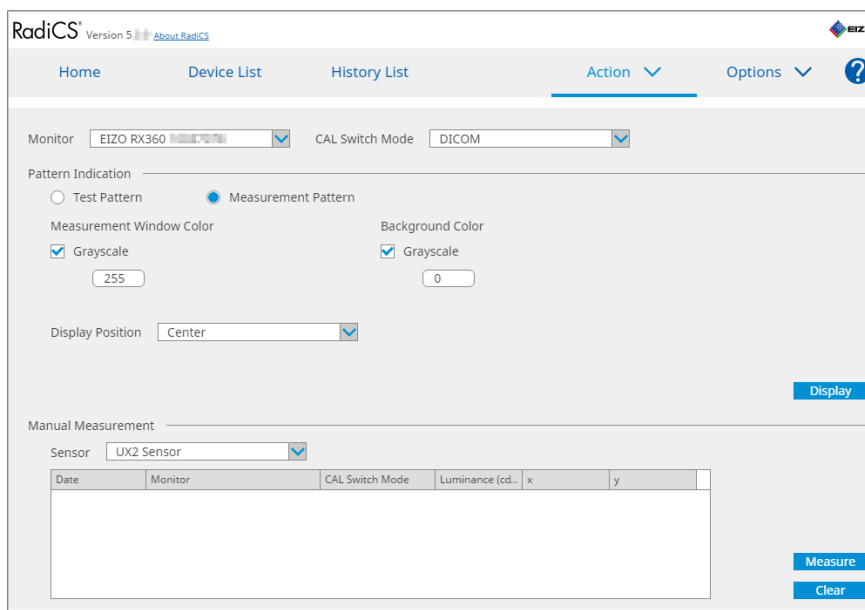 RadiCS® Version 5. About RadiCS
EIZ
Home Device List History List Action Options ?
Monitor EIZO RX360 CAL Switch Mode DICOM
Pattern Indication
Test Pattern Measurement Pattern
Measurement Window Color Background Color
Grayscale Grayscale
255 0
Display Position Center
Display
Manual Measurement
Sensor UX2 Sensor
Date Monitor CAL Switch Mode Luminance (cd... x y
Measure
Clear